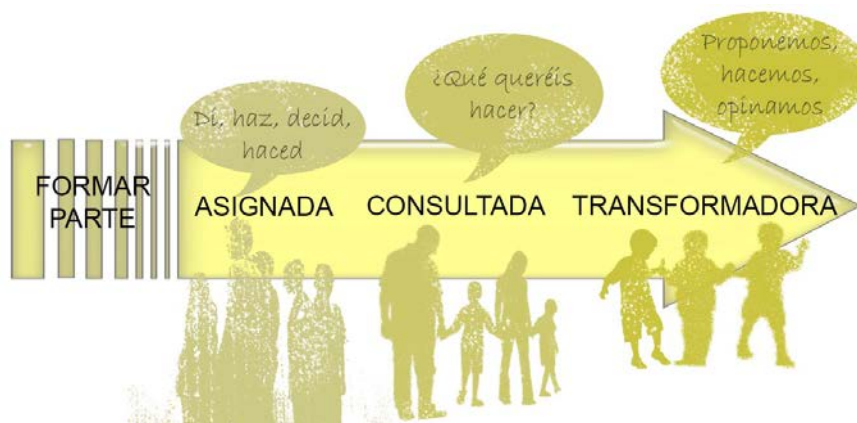 FORMAR
PARTE
Di, haz, decid,
haced
ASIGNADA
¿Qué queréis
hacer?
CONSULTADA
Proponemos,
hacemos,
opinamos
TRANSFORMADORA